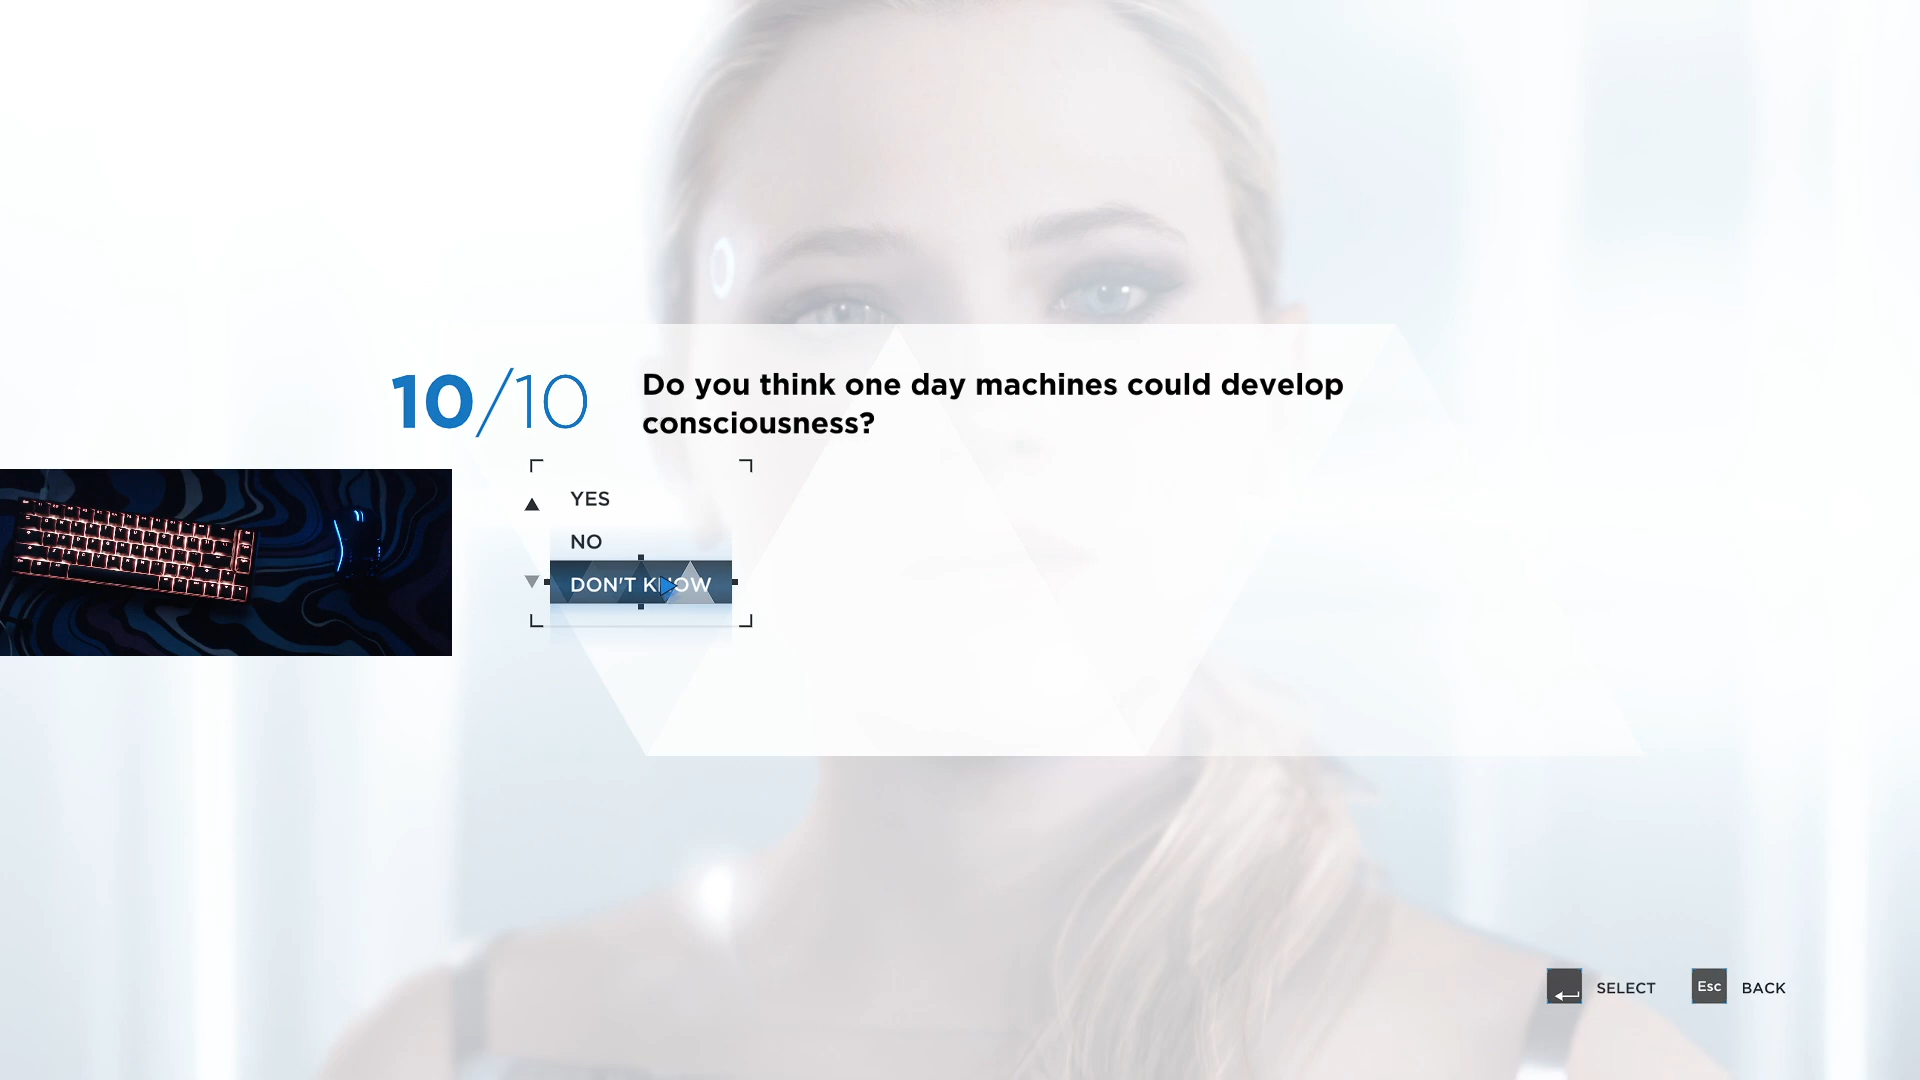 10/10
Do you think one day machines could develop
consciousness?
YES
NO
DON'T KNOW
SELECT
Esc BACK